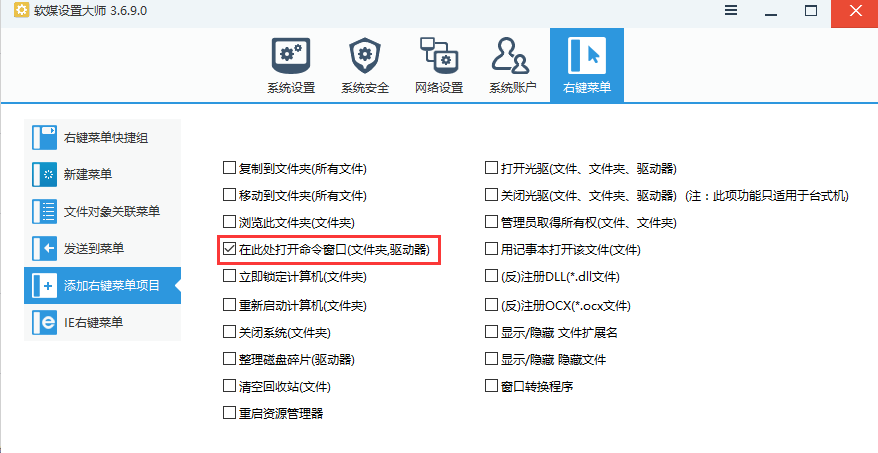 软媒设置大师 3.6.9.0
系统设置
系统安全
网络设置
系统账户
右键菜单
右键菜单快捷组
新建菜单
文件对象关联菜单
发送到菜单
添加右键菜单项目
IE右键菜单
复制到文件夹(所有文件)
移动到文件夹(所有文件)
浏览此文件夹(文件夹)
在此处打开命令窗口(文件夹,驱动器)
立即锁定计算机(文件夹)
重新启动计算机(文件夹)
关闭系统(文件夹)
整理磁盘碎片(驱动器)
清空回收站(文件)
重启资源管理器
打开光驱(文件、文件夹、驱动器)
关闭光驱(文件、文件夹、驱动器) (注：此项功能只适用于台式机)
管理员取得所有权(文件、文件夹)
用记事本打开该文件(文件)
(反)注册DLL(*.dll文件)
(反)注册OCX(*.ocx文件)
显示/隐藏 文件扩展名
显示/隐藏 隐藏文件
窗口转换程序